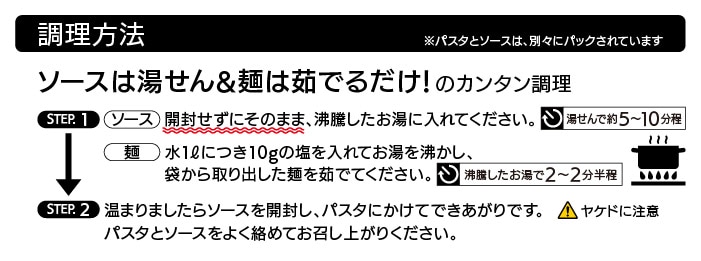 調理方法
※パスタとソースは、別々にパックされています
ソースは湯せん&麺は茹でるだけ!のカンタン調理
STEP. 1 ソース 開封せずにそのまま、沸騰したお湯に入れてください。 湯せんで約5〜10分程
麺 水1ℓにつき10gの塩を入れてお湯を沸かし、
袋から取り出した麺を茹でてください。 沸騰したお湯で2〜2分半程
STEP. 2 温まりましたらソースを開封し、パスタにかけてできあがりです。 ヤケドに注意
パスタとソースをよく絡めてお召し上がりください。